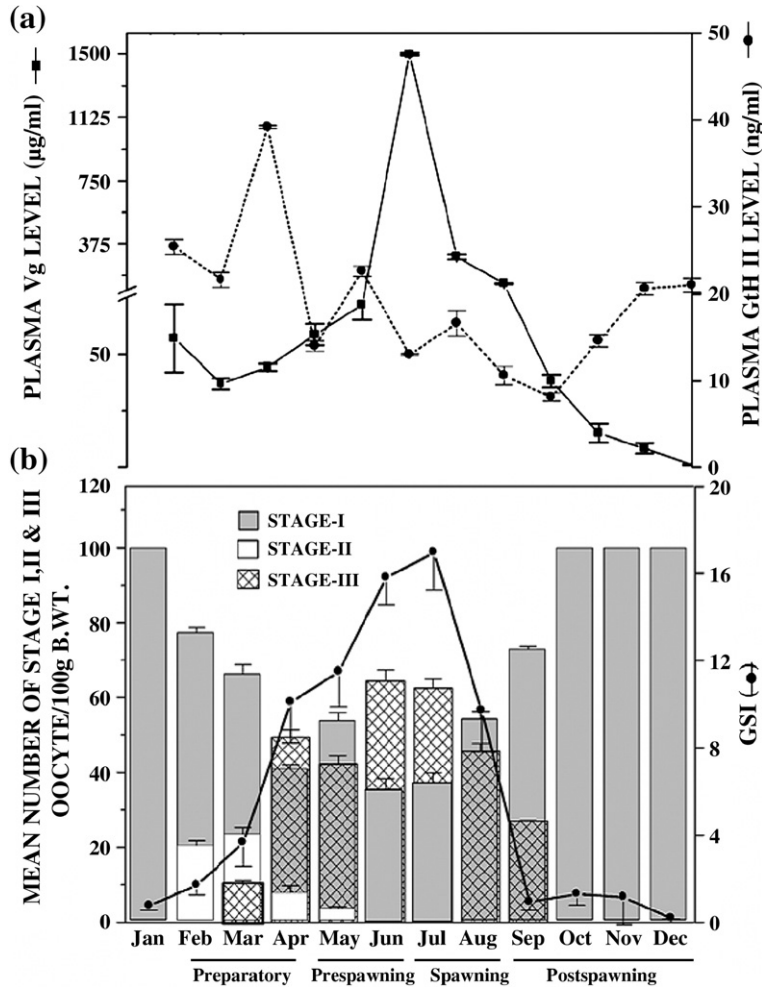 (a)
PLASMA Vg LEVEL (µg/ml)
1500
1125
750
375
50
PLASMA GtH II LEVEL (ng/ml)
50
40
30
20
10
0
(b)
MEAN NUMBER OF STAGE I,II & III
OOCYTE/100g B.WT.
120
100
80
60
40
20
0
STAGE-I
STAGE-II
STAGE-III
20
16
12
8
4
0
GSI
Jan Feb Mar Apr May Jun Jul Aug Sep Oct Nov Dec
Preparatory Prespawning Spawning Postspawning